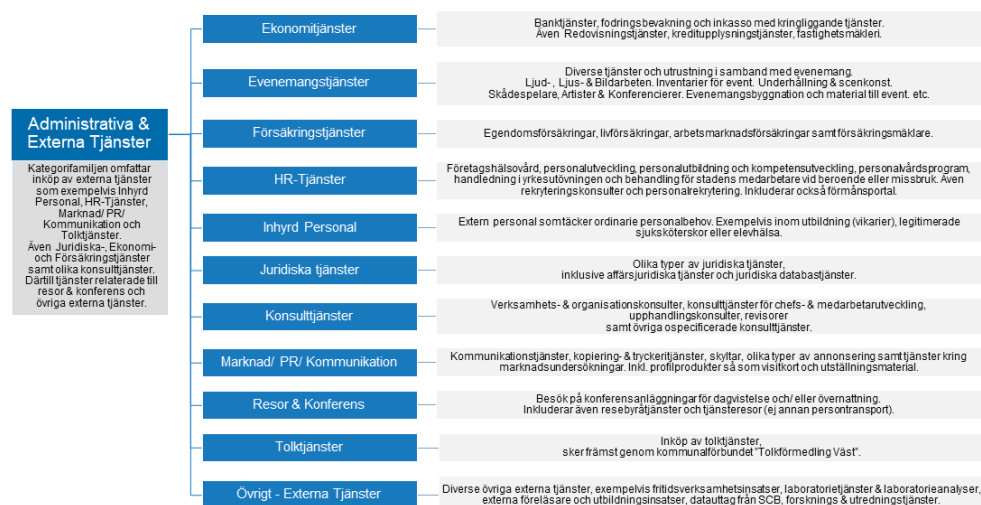 Administrativa &
Externa Tjänster
Kategorifamiljen omfattar
inköp av externa tjänster
som exempelvis Inhyrd
Personal, HR-Tjänster,
Marknad/ PR/
Kommunikation och
Tolktjänster.
Även Juridiska-, Ekonomi-
och Försäkringstjänster
samt olika konsulttjänster.
Därtill tjänster relaterade till
resor & konferens och
övriga externa tjänster.
Ekonomitjänster
Banktjänster, fodringsbevakning och inkasso med kringliggande tjänster.
Även Redovisningstjänster, kreditupplysningstjänster, fastighetsmäkleri.
Evenemangstjänster
Diverse tjänster och utrustning i samband med evenemang.
Ljud-, Ljus- & Bildarbeten. Inventarier för event. Underhållning & scenkonst.
Skådespelare, Artister & Konferencierer. Evenemangsbyggnation och material till event. etc.
Försäkringstjänster
Egendomsförsäkringar, livförsäkringar, arbetsmarknadsförsäkringar samt försäkringsmäklare.
HR-Tjänster
Företagshälsovård, personalutveckling, personalutbildning och kompetensutveckling, personalvårdsprogram,
handledning i yrkesutövningen och behandling för stadens medarbetare vid beroende eller missbruk. Även
rekryteringskonsulter och personalrekrytering. Inkluderar också förmånsportal.
Inhyrd Personal
Extern personal som täcker ordinarie personalbehov. Exempelvis inom utbildning (vikarier), legitimerade
sjuksköterskor eller elevhälsa.
Juridiska tjänster
Olika typer av juridiska tjänster,
inklusive affärsjuridiska tjänster och juridiska databastjänster.
Konsulttjänster
Verksamhets- & organisationskonsulter, konsulttjänster för chefs- & medarbetarutveckling,
upphandlingskonsulter, revisorer
samt övriga ospecificerade konsulttjänster.
Marknad/ PR/ Kommunikation
Kommunikationstjänster, kopiering- & tryckeritjänster, skyltar, olika typer av annonsering samt tjänster kring
marknadsundersökningar. Inkl. profilprodukter så som visitkort och utställningsmaterial.
Resor & Konferens
Besök på konferensanläggningar för dagvistelse och/ eller övernattning.
Inkluderar även resebyråtjänster och tjänsteresor (ej annan persontransport).
Tolktjänster
Inköp av tolktjänster,
sker främst genom kommunalförbundet "Tolkförmedling Väst".
Övrigt - Externa Tjänster
Diverse övriga externa tjänster, exempelvis fritidsverksamhetsinsatser, laboratorietjänster & laboratorieanalyser,
externa föreläsare och utbildningsinsatser, datauttag från SCB, forsknings & utredningstjänster.